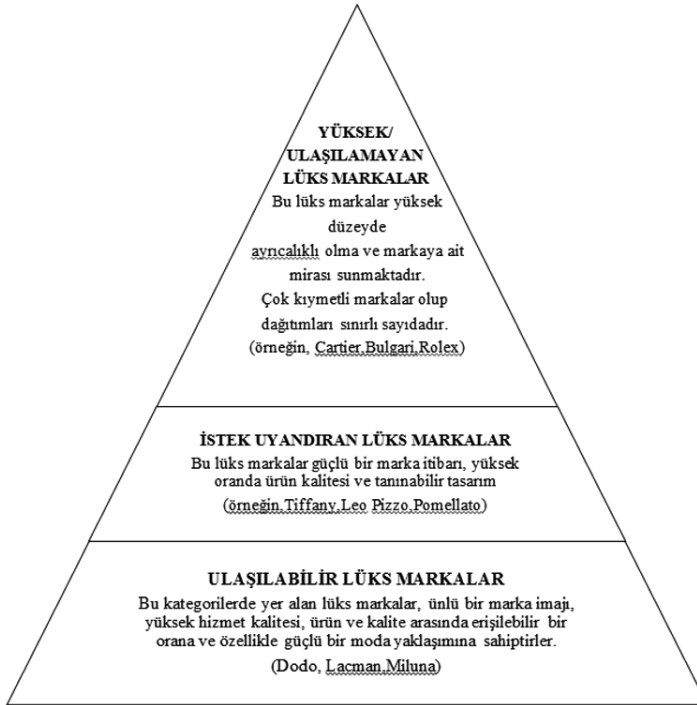 YÜKSEK/
ULAŞILAMAYAN
LÜKS MARKALAR
Bu lüks markalar yüksek
düzeyde
ayrıcalıklı olma ve markaya ait
mirası sunmaktadır.
Çok kıymetli markalar olup
dağıtımları sınırlı sayıdadır.
(örneğin, Cartier,Bulgari,Rolex)
İSTEK UYANDIRAN LÜKS MARKALAR
Bu lüks markalar güçlü bir marka itibarı, yüksek
oranda ürün kalitesi ve tanınabilir tasarım
(örneğin,Tiffany,Leo Pizzo,Pomellato)
ULAŞILABİLİR LÜKS MARKALAR
Bu kategorilerde yer alan lüks markalar, ünlü bir marka imajı,
yüksek hizmet kalitesi, ürün ve kalite arasında erişilebilir bir
orana ve özellikle güçlü bir moda yaklaşımına sahiptirler.
(Dodo, Lacman,Miluna)